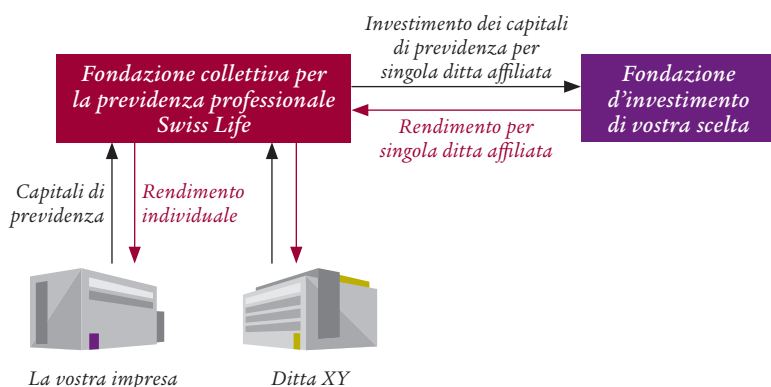 Investimento dei capitali
di previdenza per
singola ditta affiliata
Fondazione collettiva per
la previdenza professionale
Swiss Life
Fondazione
d'investimento
di vostra scelta
Rendimento per
singola ditta affiliata
Capitali di
previdenza
Rendimento
individuale
La vostra impresa
Ditta XY